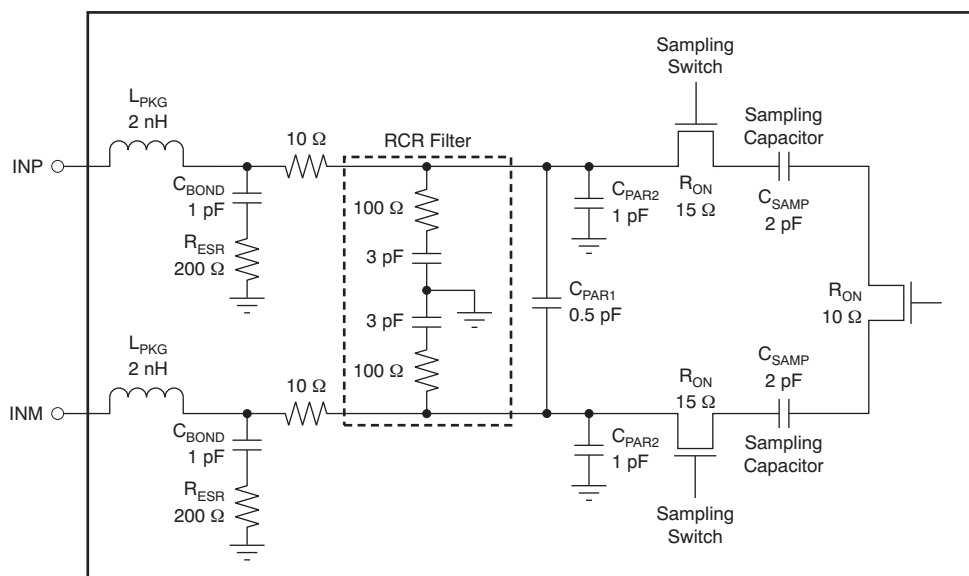 Sampling
Switch
L_PKG
2 nH
INP
10 Ω
RCR Filter
Sampling
Capacitor
C_BOND
1 pF
R_ESR
200 Ω
100 Ω
3 pF
C_PAR2
1 pF
R_ON
15 Ω
C_SAMP
2 pF
C_PAR1
0.5 pF
R_ON
10 Ω
3 pF
100 Ω
L_PKG
2 nH
INM
10 Ω
R_ON
15 Ω
C_SAMP
2 pF
C_BOND
1 pF
R_ESR
200 Ω
C_PAR2
1 pF
Sampling
Capacitor
Sampling
Switch